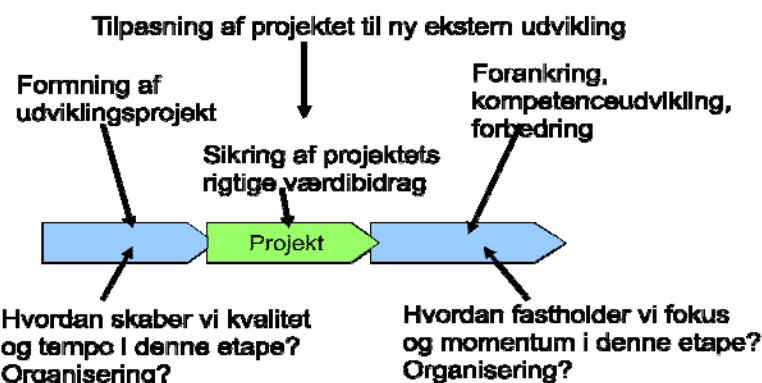 Tilpasning af projektet til ny ekstern udvikling
Formning af
udviklingsprojekt
Forankring,
kompetenceudvikling,
forbedring
Sikring af projektets
rigtige værdibidrag
Projekt
Hvordan skaber vi kvalitet
og tempo i denne etape?
Organisering?
Hvordan fastholder vi fokus
og momentum i denne etape?
Organisering?